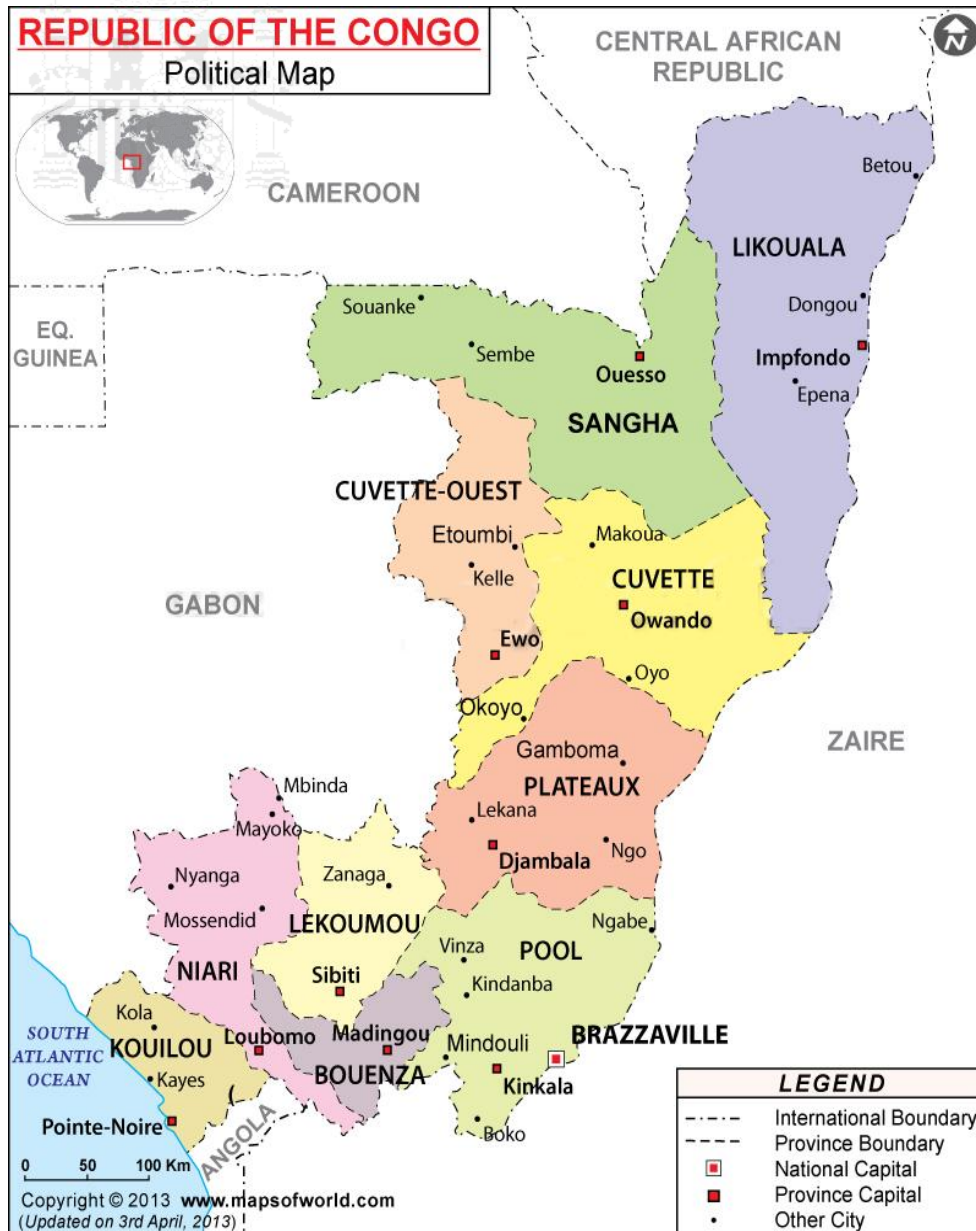 REPUBLIC OF THE CONGO
Political Map
N
CENTRAL AFRICAN
REPUBLIC
CAMEROON
Betou
LIKOUALA
EQ.
GUINEA
Souanke
Sembe
Ouesso
Dongou
Impfondo
Epena
SANGHA
CUVETTE-OUEST
Etoumbi
Kelle
Makoua
CUVETTE
Owando
GABON
Ewo
Oyo
Okoyo
ZAIRE
Gamboma
PLATEAUX
Mbinda
Mayoko
Lekana
Djambala
Ngo
Nyanga
Zanaga
Mossendid
LEKOUMOU
Ngabe
Vinza
POOL
NIARI
Sibiti
Kindanba
Kola
SOUTH
ATLANTIC
OCEAN
KOUILOU
Loubomo
Madingou
BRAZZAVILLE
Mindouli
Kayes
BOUENZA
Kinkala
Pointe-Noire
ANGOLA
Boko
LEGEND
International Boundary
Province Boundary
National Capital
Province Capital
Other City
0 50 100 Km
Copyright © 2013 www.mapsofworld.com
(Updated on 3rd April, 2013)